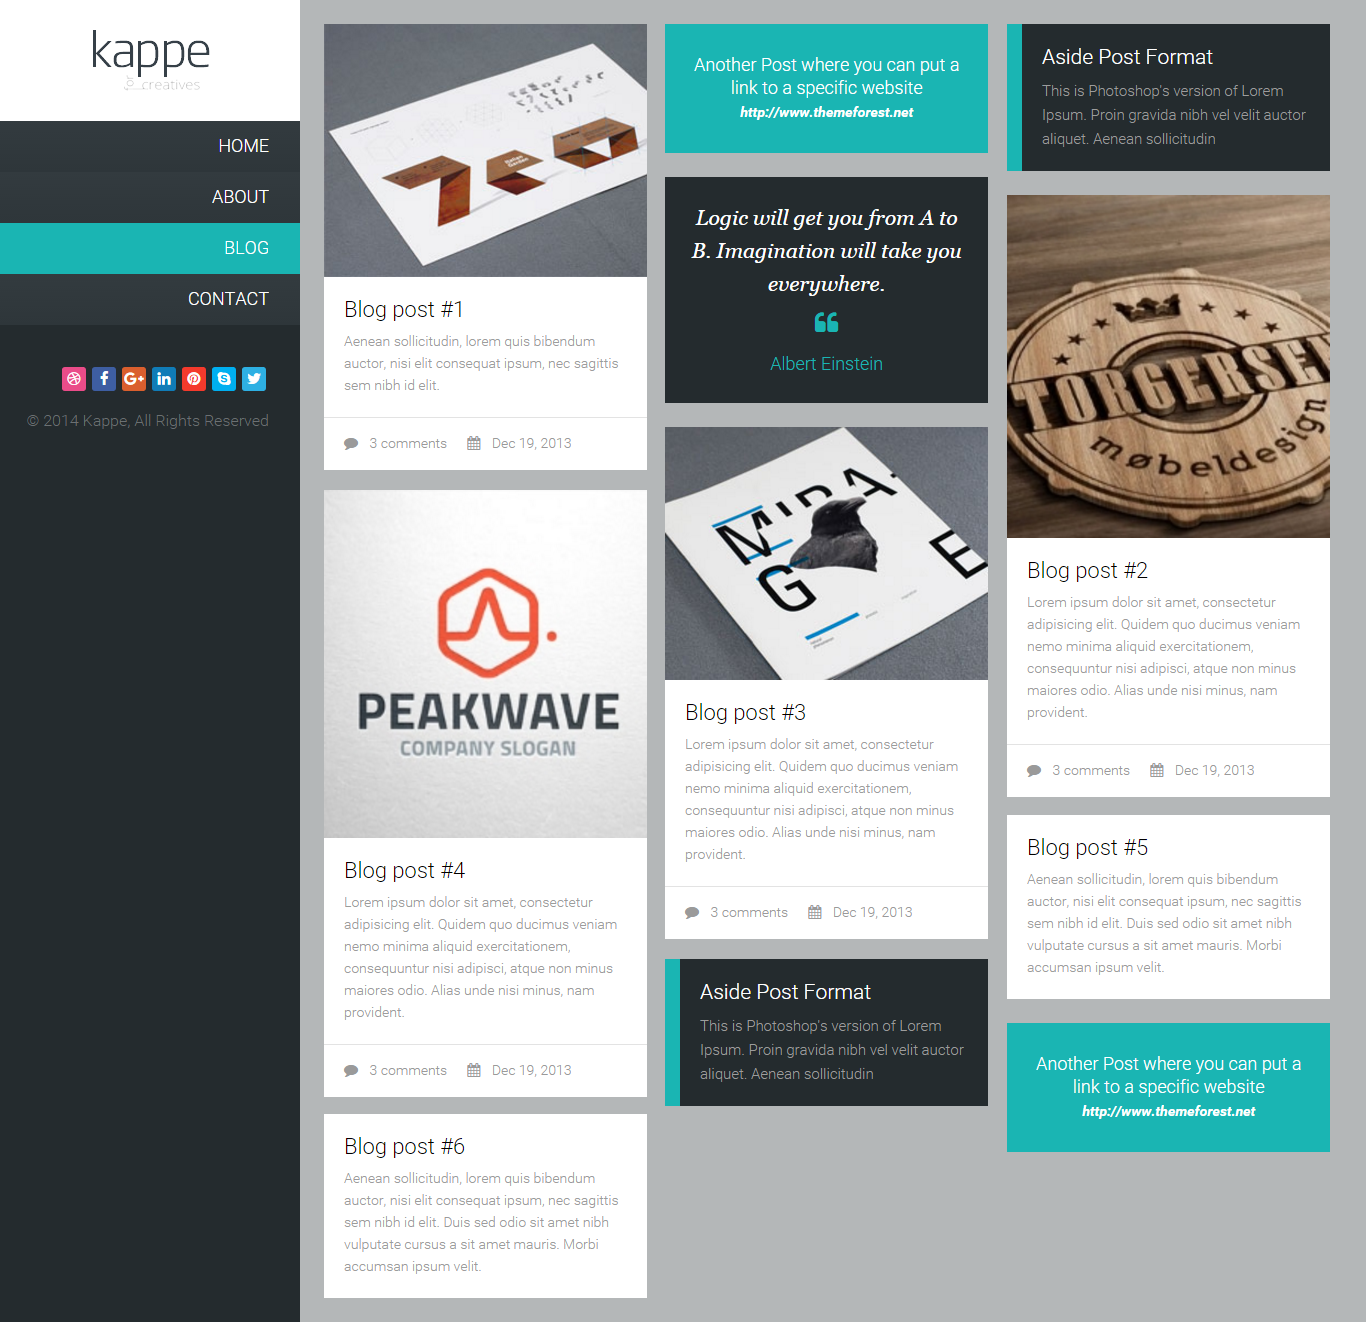 kappe
for creatives
HOME
ABOUT
BLOG
CONTACT
© 2014 Kappe, All Rights Reserved
Blog post #1
Aenean sollicitudin, lorem quis bibendum
auctor, nisi elit consequat ipsum, nec sagittis
sem nibh id elit.
3 comments Dec 19, 2013
PEAKWAVE
COMPANY SLOGAN
Blog post #4
Lorem ipsum dolor sit amet, consectetur
adipisicing elit. Quidem quo ducimus veniam
nemo minima aliquid exercitationem,
consequuntur nisi adipisci, atque non minus
maiores odio. Alias unde nisi minus, nam
provident.
3 comments Dec 19, 2013
Blog post #6
Aenean sollicitudin, lorem quis bibendum
auctor, nisi elit consequat ipsum, nec sagittis
sem nibh id elit. Duis sed odio sit amet nibh
vulputate cursus a sit amet mauris. Morbi
accumsan ipsum velit.
Another Post where you can put a
link to a specific website
http://www.themeforest.net
Logic will get you from A to
B. Imagination will take you
everywhere.
Albert Einstein
MIRA
G E
Blog post #3
Lorem ipsum dolor sit amet, consectetur
adipisicing elit. Quidem quo ducimus veniam
nemo minima aliquid exercitationem,
consequuntur nisi adipisci, atque non minus
maiores odio. Alias unde nisi minus, nam
provident.
3 comments Dec 19, 2013
Aside Post Format
This is Photoshop's version of Lorem
Ipsum. Proin gravida nibh vel velit auctor
aliquet. Aenean sollicitudin
Aside Post Format
This is Photoshop's version of Lorem
Ipsum. Proin gravida nibh vel velit auctor
aliquet. Aenean sollicitudin
TORGERSEN
møbeldesign
Blog post #2
Lorem ipsum dolor sit amet, consectetur
adipisicing elit. Quidem quo ducimus veniam
nemo minima aliquid exercitationem,
consequuntur nisi adipisci, atque non minus
maiores odio. Alias unde nisi minus, nam
provident.
3 comments Dec 19, 2013
Blog post #5
Aenean sollicitudin, lorem quis bibendum
auctor, nisi elit consequat ipsum, nec sagittis
sem nibh id elit. Duis sed odio sit amet nibh
vulputate cursus a sit amet mauris. Morbi
accumsan ipsum velit.
Another Post where you can put a
link to a specific website
http://www.themeforest.net